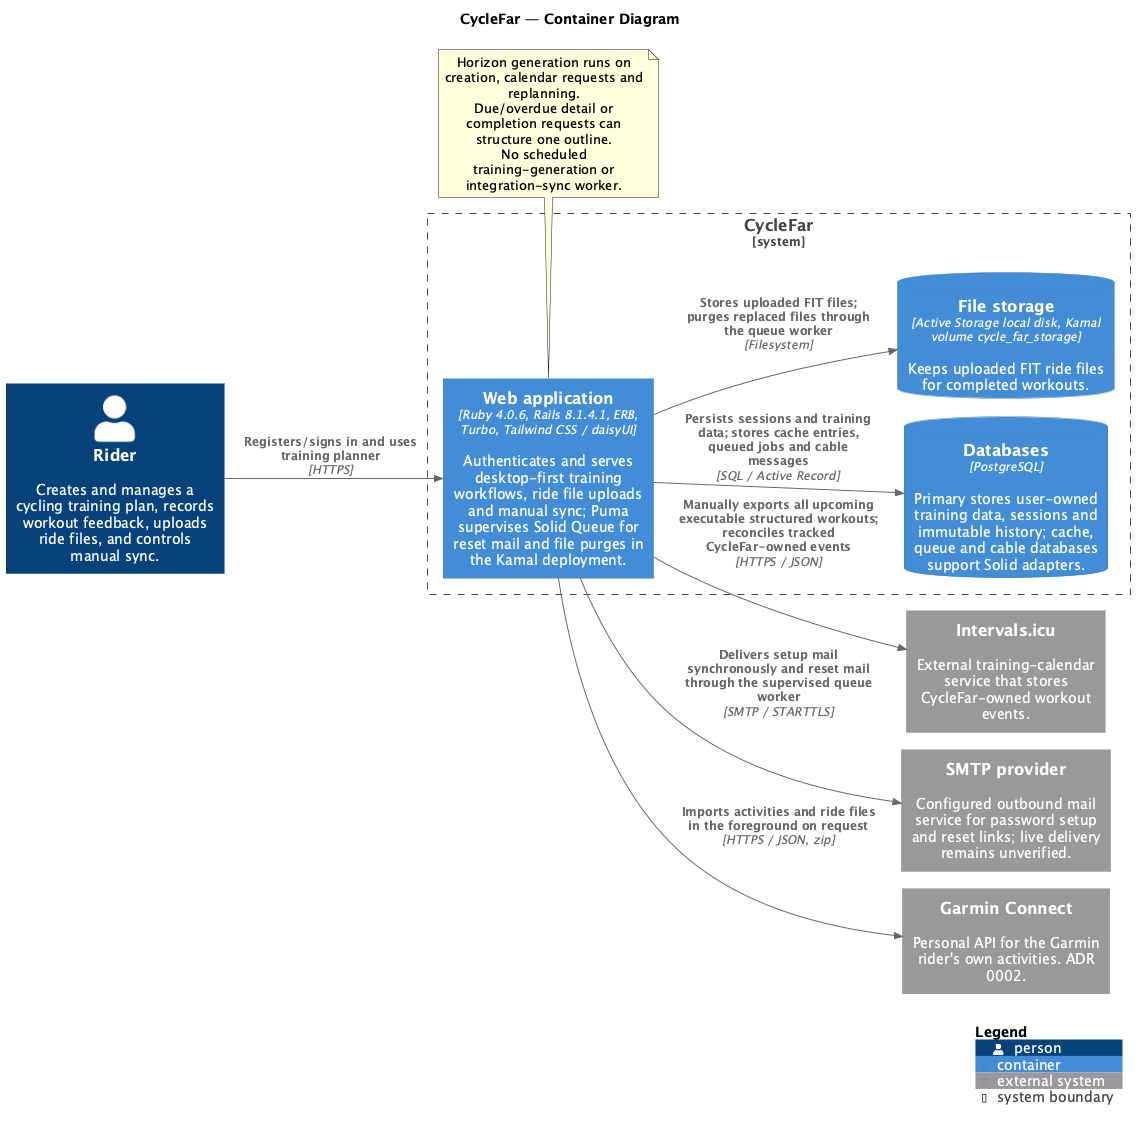 CycleFar — Container Diagram
Horizon generation runs on
creation, calendar requests and
replanning.
Due/overdue detail or
completion requests can
structure one outline.
No scheduled
training-generation or
integration-sync worker.
CycleFar
[system]
Rider
Creates and manages a
cycling training plan, records
workout feedback, uploads
ride files, and controls
manual sync.
Registers/signs in and uses
training planner
[HTTPS]
Web application
[Ruby 4.0.6, Rails 8.1.4.1, ERB,
Turbo, Tailwind CSS / daisyUI]
Authenticates and serves
desktop-first training
workflows, ride file uploads
and manual sync; Puma
supervises Solid Queue for
reset mail and file purges in
the Kamal deployment.
Stores uploaded FIT files;
purges replaced files through
the queue worker
[Filesystem]
File storage
[Active Storage local disk, Kamal
volume cycle_far_storage]
Keeps uploaded FIT ride files
for completed workouts.
Persists sessions and training
data; stores cache entries,
queued jobs and cable
messages
[SQL / Active Record]
Databases
[PostgreSQL]
Primary stores user-owned
training data, sessions and
immutable history; cache,
queue and cable databases
support Solid adapters.
Manually exports all upcoming
executable structured workouts;
reconciles tracked
CycleFar-owned events
[HTTPS / JSON]
Intervals.icu
External training-calendar
service that stores
CycleFar-owned workout
events.
Delivers setup mail
synchronously and reset mail
through the supervised queue
worker
[SMTP / STARTTLS]
SMTP provider
Configured outbound mail
service for password setup
and reset links; live delivery
remains unverified.
Imports activities and ride files
in the foreground on request
[HTTPS / JSON, zip]
Garmin Connect
Personal API for the Garmin
rider's own activities. ADR
0002.
Legend
person
container
external system
system boundary